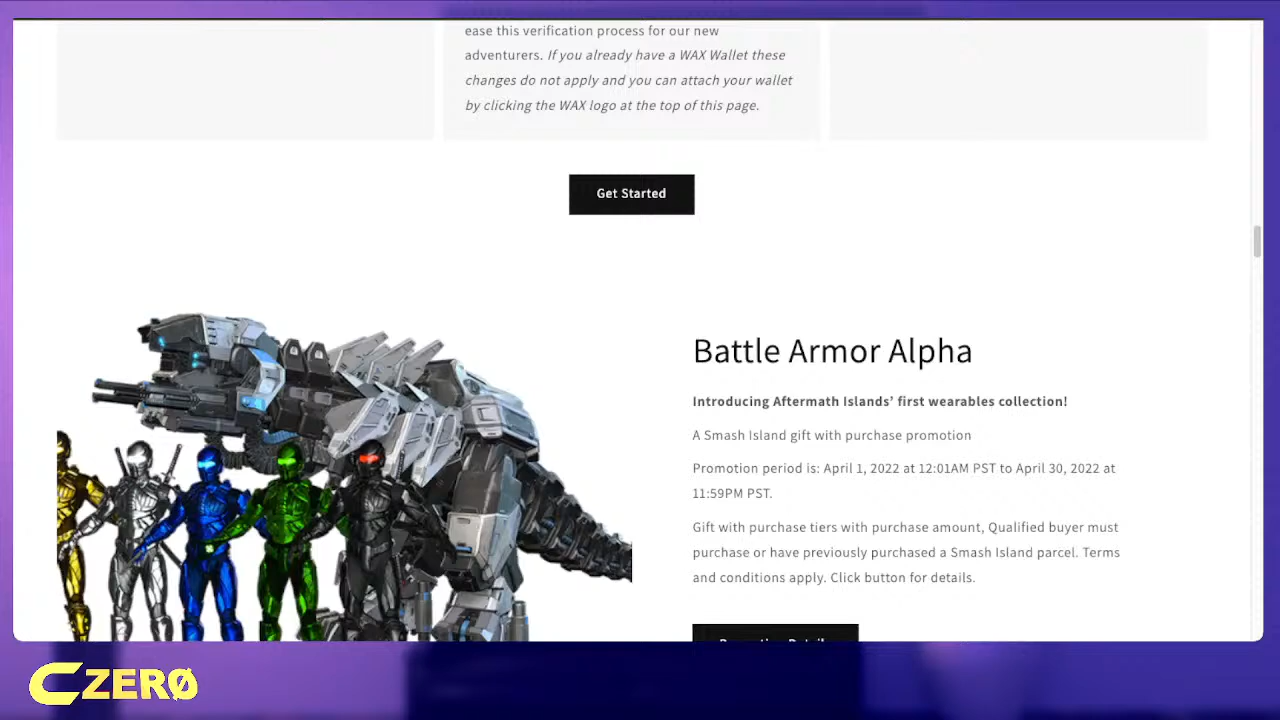 ease this verification process for our new
adventurers. If you already have a WAX Wallet these
changes do not apply and you can attach your wallet
by clicking the WAX logo at the top of this page.
Get Started
Battle Armor Alpha
Introducing Aftermath Islands’ first wearables collection!
A Smash Island gift with purchase promotion
Promotion period is: April 1, 2022 at 12:01AM PST to April 30, 2022 at
11:59PM PST.
Gift with purchase tiers with purchase amount, Qualified buyer must
purchase or have previously purchased a Smash Island parcel. Terms
and conditions apply. Click button for details.
CZERØ